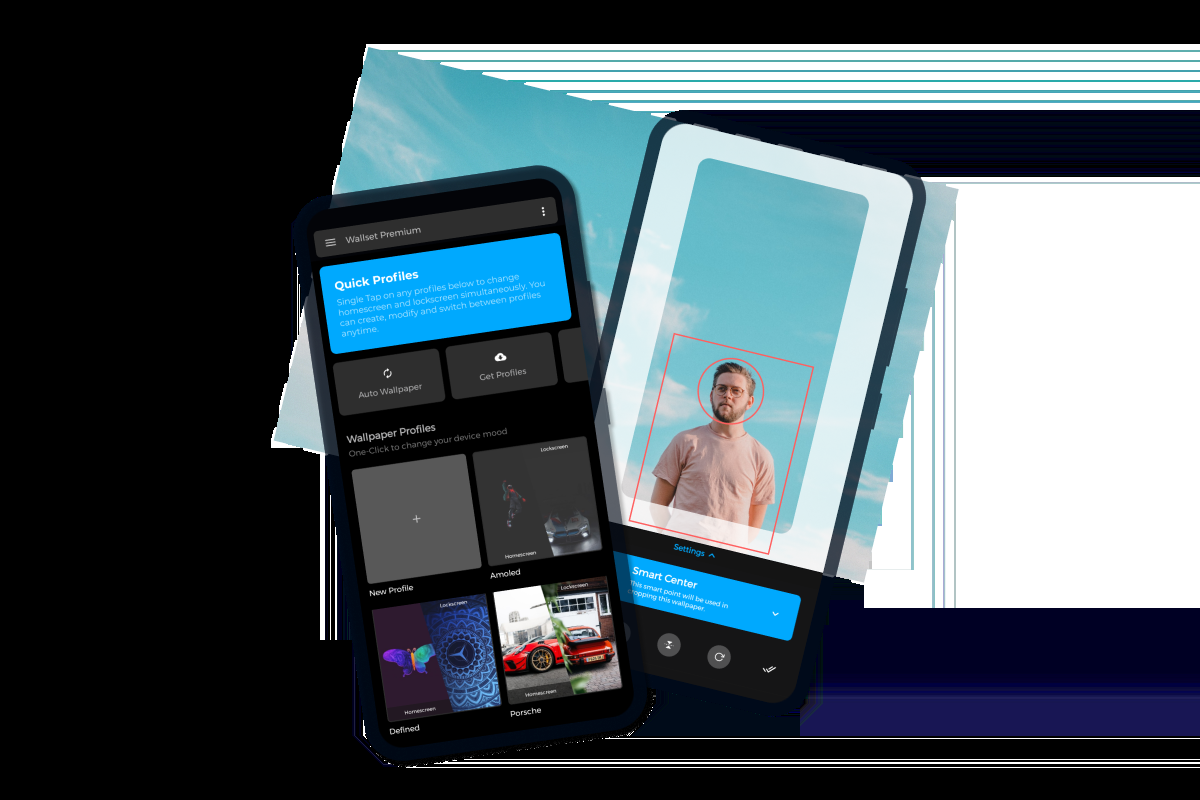 Wallset Premium
Quick Profiles
Single Tap on any profiles below to change
homescreen and lockscreen simultaneously. You
can create, modify and switch between profiles
anytime.
Auto Wallpaper
Get Profiles
Wallpaper Profiles
One-Click to change your device mood
Lockscreen
Homescreen
New Profile
Amoled
Lockscreen
Homescreen
Lockscreen
Homescreen
Defined
Porsche
Settings
Smart Center
This smart point will be used in
cropping this wallpaper.